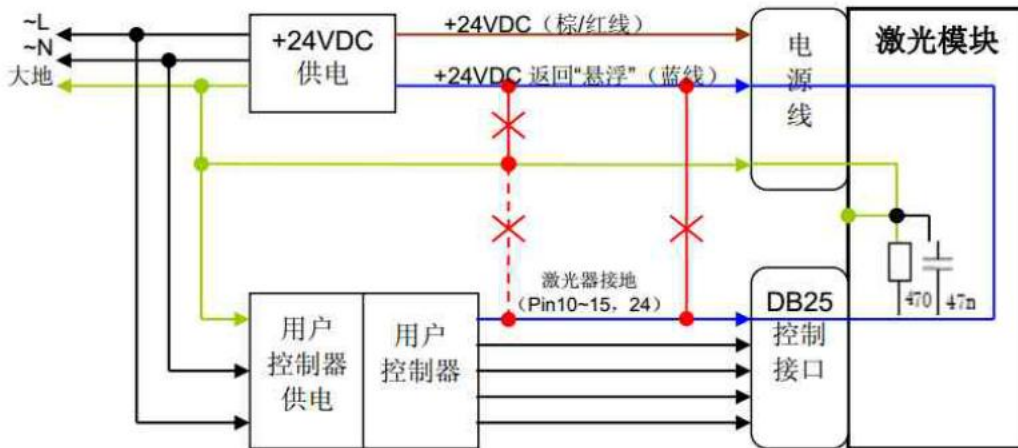 ~L
~N
大地
+24VDC
供电
+24VDC（棕/红线）
+24VDC 返回“悬浮”（蓝线）
电
源
线
激光模块
470
47n
激光器接地
（Pin10~15，24）
DB25
控制
接口
用户
控制器
供电
用户
控制器